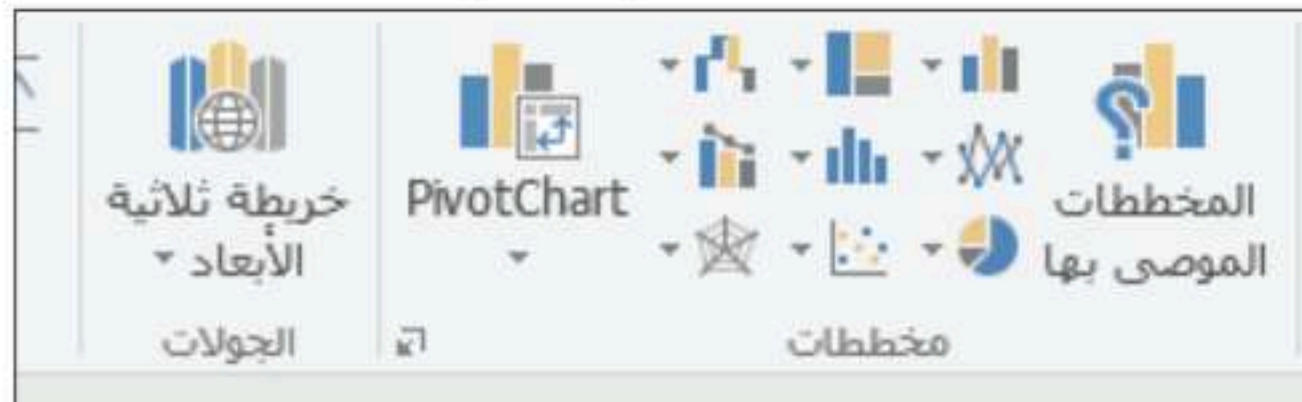 المخططات
الموصى بها
مخططات
PivotChart
خريطة ثلاثية
الأبعاد
الجولات